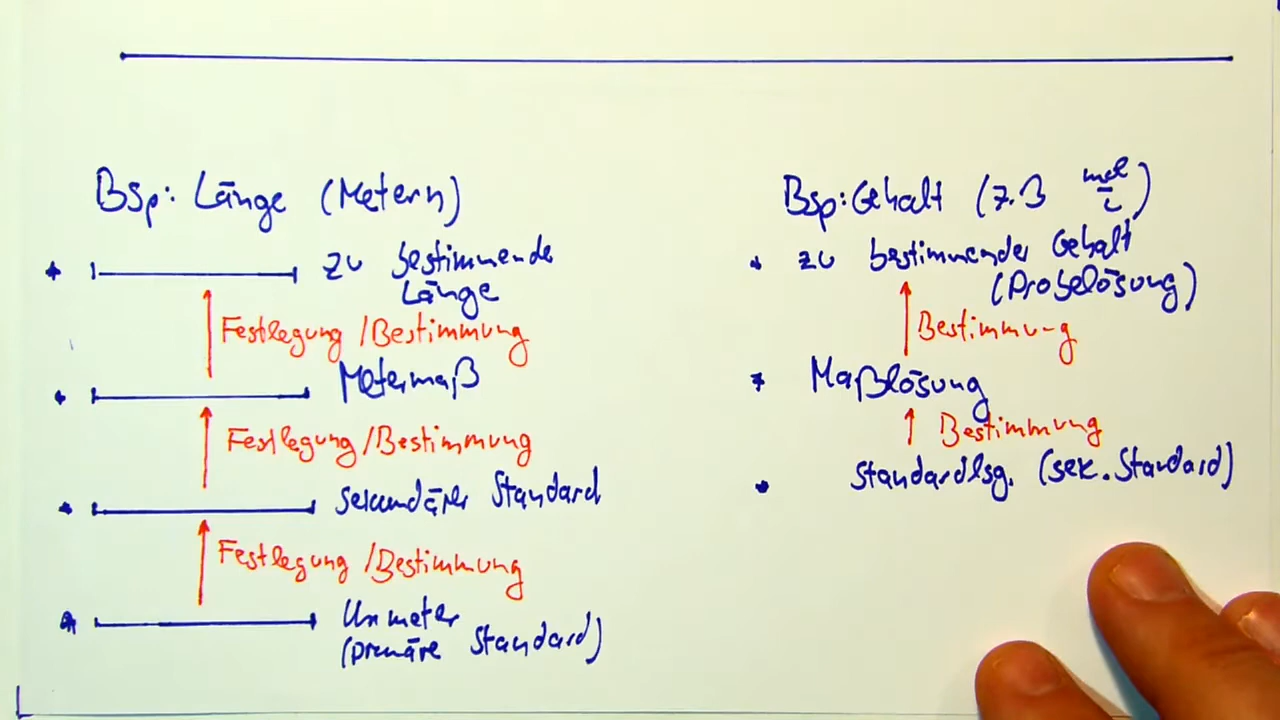 Bsp: Länge (Metern)
zu bestimmende
Länge
Festlegung/Bestimmung
Metermaß
Festlegung/Bestimmung
sekundärer Standard
Festlegung/Bestimmung
Urmeter
(primäre Standard)
Bsp: Gehalt (z.B mol/L)
zu bestimmender Gehalt
(Probelösung)
Bestimmung
Maßlösung
Bestimmung
Standardlsg. (sek. Standard)